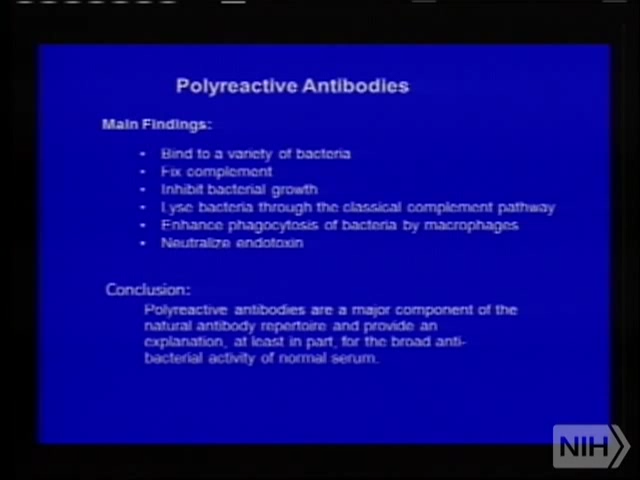 Polyreactive Antibodies
Main Findings:
• Bind to a variety of bacteria
• Fix complement
• Inhibit bacterial growth
• Lyse bacteria through the classical complement pathway
• Enhance phagocytosis of bacteria by macrophages
• Neutralize endotoxin
Conclusion:
Polyreactive antibodies are a major component of the
natural antibody repertoire and provide an
explanation, at least in part, for the broad anti-
bacterial activity of normal serum.
NIH